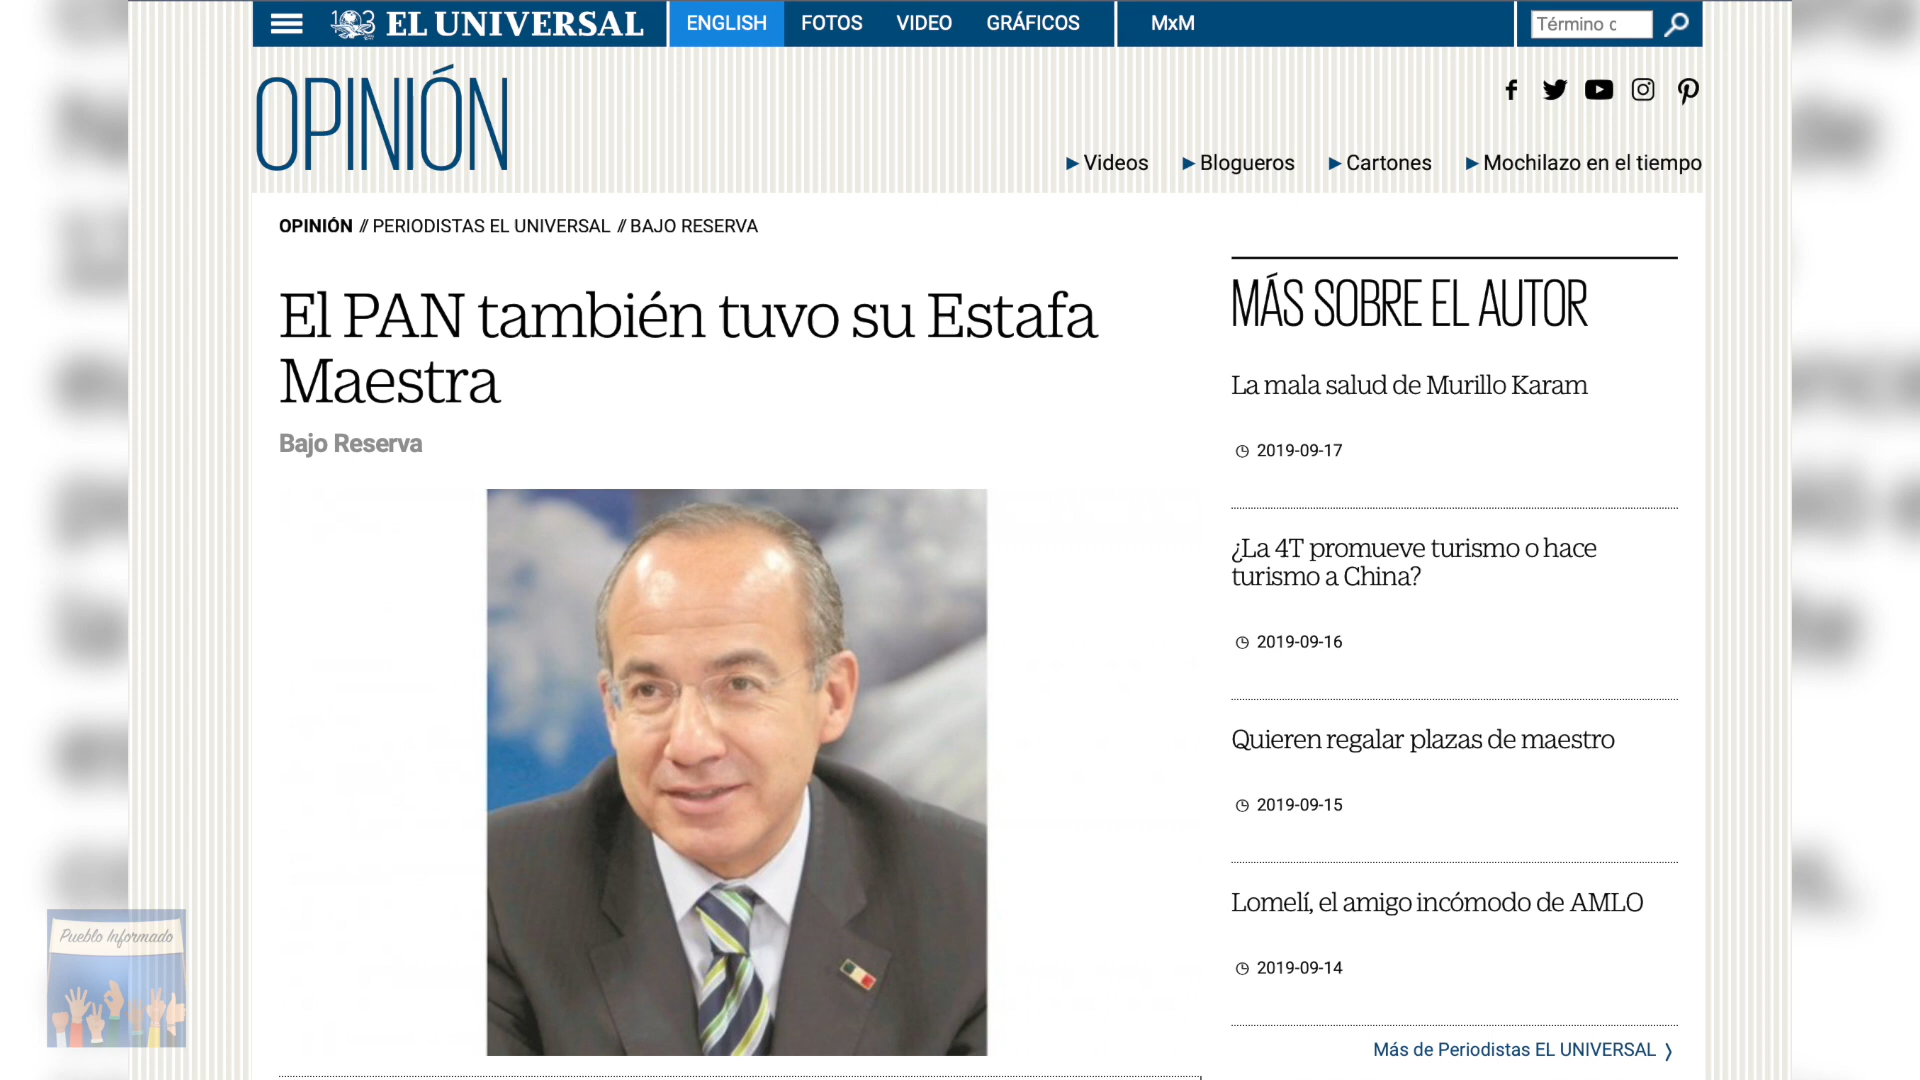 103 EL UNIVERSAL
ENGLISH
FOTOS
VIDEO
GRÁFICOS
MxM
Término c
OPINIÓN
Videos
Blogueros
Cartones
Mochilazo en el tiempo
OPINIÓN // PERIODISTAS EL UNIVERSAL // BAJO RESERVA
El PAN también tuvo su Estafa
Maestra
Bajo Reserva
MÁS SOBRE EL AUTOR
La mala salud de Murillo Karam
2019-09-17
¿La 4T promueve turismo o hace
turismo a China?
2019-09-16
Quieren regalar plazas de maestro
2019-09-15
Lomelí, el amigo incómodo de AMLO
2019-09-14
Más de Periodistas EL UNIVERSAL
Pueblo Informado